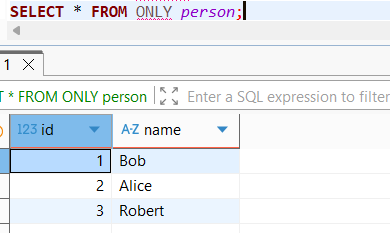 SELECT * FROM ONLY person;
1 ×
T * FROM ONLY person Enter a SQL expression to filter
123 id A-Z name
1 Bob
2 Alice
3 Robert